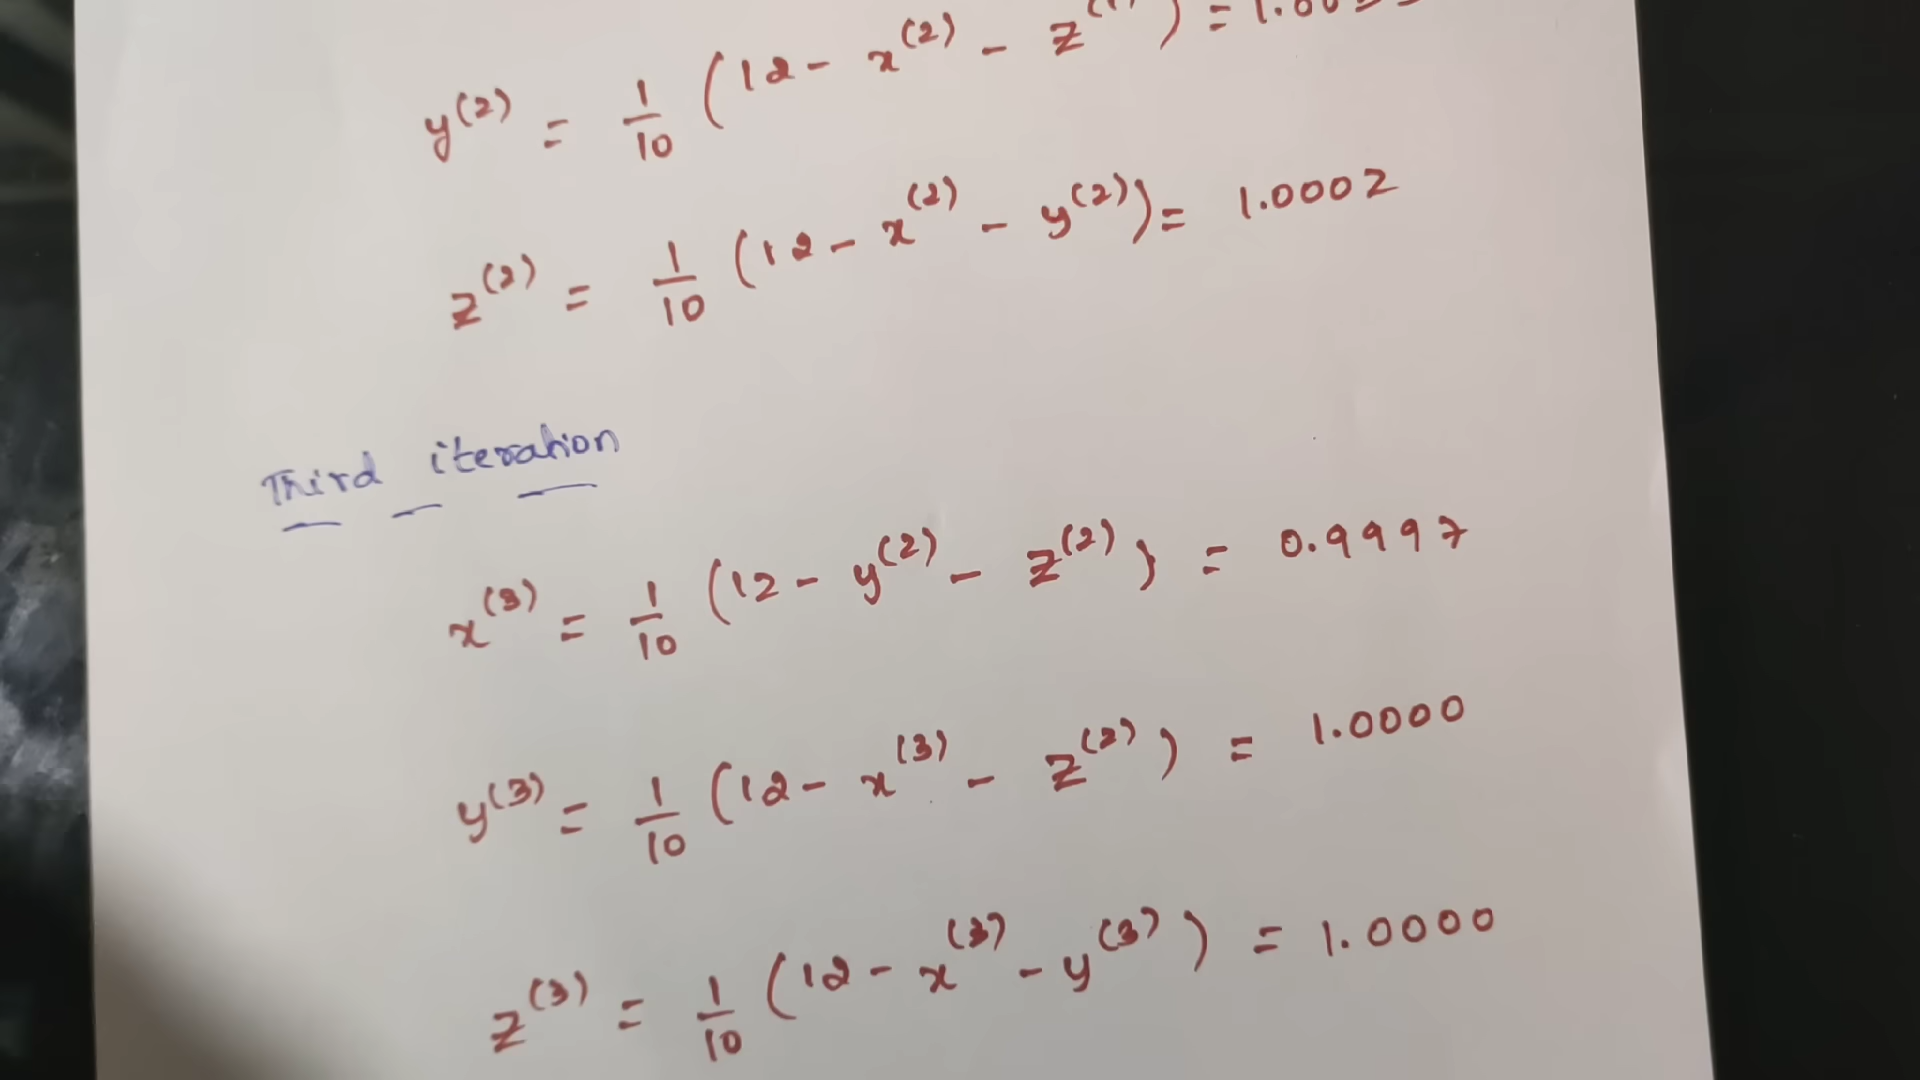 y^(2) = 1/10 (12 - x^(2) - z^(1)) =
z^(2) = 1/10 (12 - x^(2) - y^(2)) = 1.0002
Third iteration
x^(3) = 1/10 (12 - y^(2) - z^(2)) = 0.9997
y^(3) = 1/10 (12 - x^(3) - z^(2)) = 1.0000
z^(3) = 1/10 (12 - x^(3) - y^(3)) = 1.0000